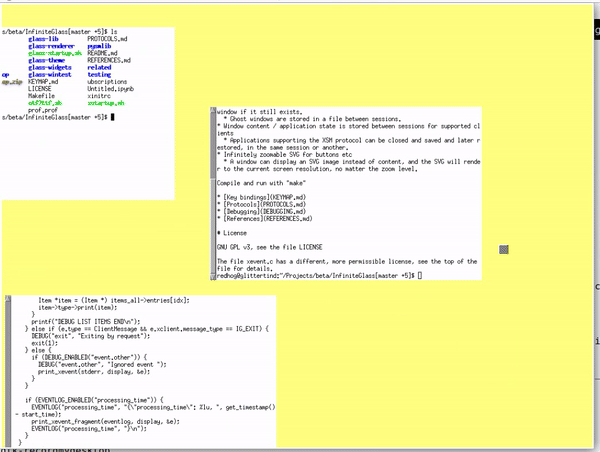 s/beta/InfiniteGlass[master +5]$ ls
glass-lib PROTOCOLS.md
glass-renderer pysmlib
glass-startup.sh README.md
glass-theme REFERENCES.md
glass-widgets related
op glass-wintest testing
op.zip KEYMAP.md ubscriptions
LICENSE Untitled.ipynb
Makefile xinitrc
xstartup.sh
prof.prof
s/beta/InfiniteGlass[master +5]$
window if it still exists.
* Ghost windows are stored in a file between sessions.
* Window content / application state is stored between sessions for supported cl
ients
* Applications supporting the XSM protocol can be closed and saved and later r
estored, in the same session or another.
* Infinitely zoomable SVG for buttons etc
* A window can display an SVG image instead of content, and the SVG will rende
r to the current screen resolution, no matter the zoom level.
Compile and run with "make"
* [Key bindings](KEYMAP.md)
* [Protocols](PROTOCOLS.md)
* [Debugging](DEBUGGING.md)
* [References](REFERENCES.md)
# License
GNU GPL v3, see the file LICENSE
The file xevent.c has a different, more permissible license, see the top of the
file for details.
redhog@glittertind:~/Projects/beta/InfiniteGlass[master +5]$
Item *item = (Item *) items_all->entries[idx];
item->type->print(item);
}
printf("DEBUG LIST ITEMS END\n");
} else if (e.type == ClientMessage && e.xclient.message_type == IG_EXIT) {
DEBUG("exit", "Exiting by request");
exit(1);
} else {
if (DEBUG_ENABLED("event.other")) {
DEBUG("event.other", "Ignored event ");
print_xevent(stderr, display, &e);
}
}
if (EVENTLOG_ENABLED("processing_time")) {
EVENTLOG("processing_time", "{\"processing_time\": %lu, ", get_timestamp()
- start_time);
print_xevent_fragment(eventlog, display, &e);
EVENTLOG("processing_time", "}\n");
}
}